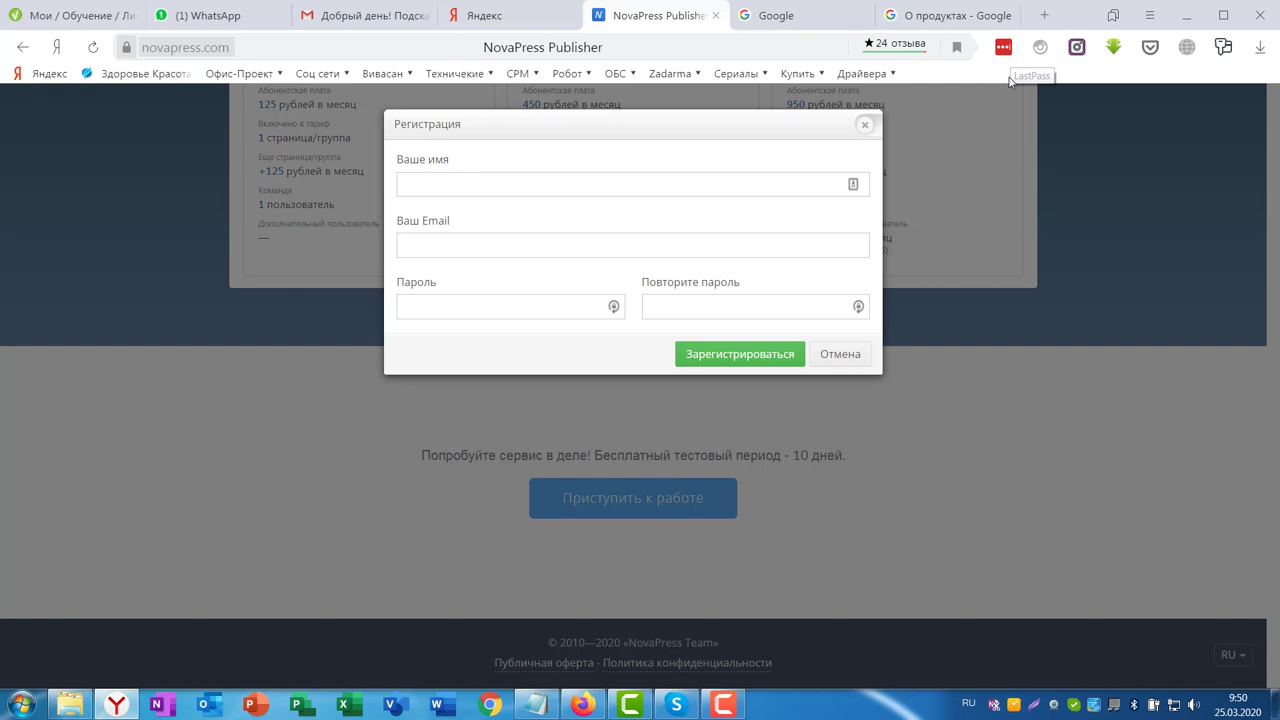 Мои / Обучение / Ли
(1) WhatsApp
Добрый день! Подска
Яндекс
NovaPress Publisher
Google
О продуктах - Google
novapress.com
NovaPress Publisher
★24 отзыва
Яндекс
Здоровье Красота
Офис-Проект
Соц сети
Вивасан
Технические
СРМ
Робот
ОБС
Zadarma
Сериалы
Купить
Драйвера
LastPass
Абонентская плата
Абонентская плата
Абонентская плата
125 рублей в месяц
450 рублей в месяц
950 рублей в месяц
Включено в тариф
1 страница/группа
Еще страница/группа
+125 рублей в месяц
Команда
1 пользователь
Дополнительный пользователь
—
Регистрация
Ваше имя
Ваш Email
Пароль
Повторите пароль
Зарегистрироваться
Отмена
Попробуйте сервис в деле! Бесплатный тестовый период - 10 дней.
Приступить к работе
© 2010—2020 «NovaPress Team»
Публичная оферта - Политика конфиденциальности
RU
RU
9:50
25.03.2020